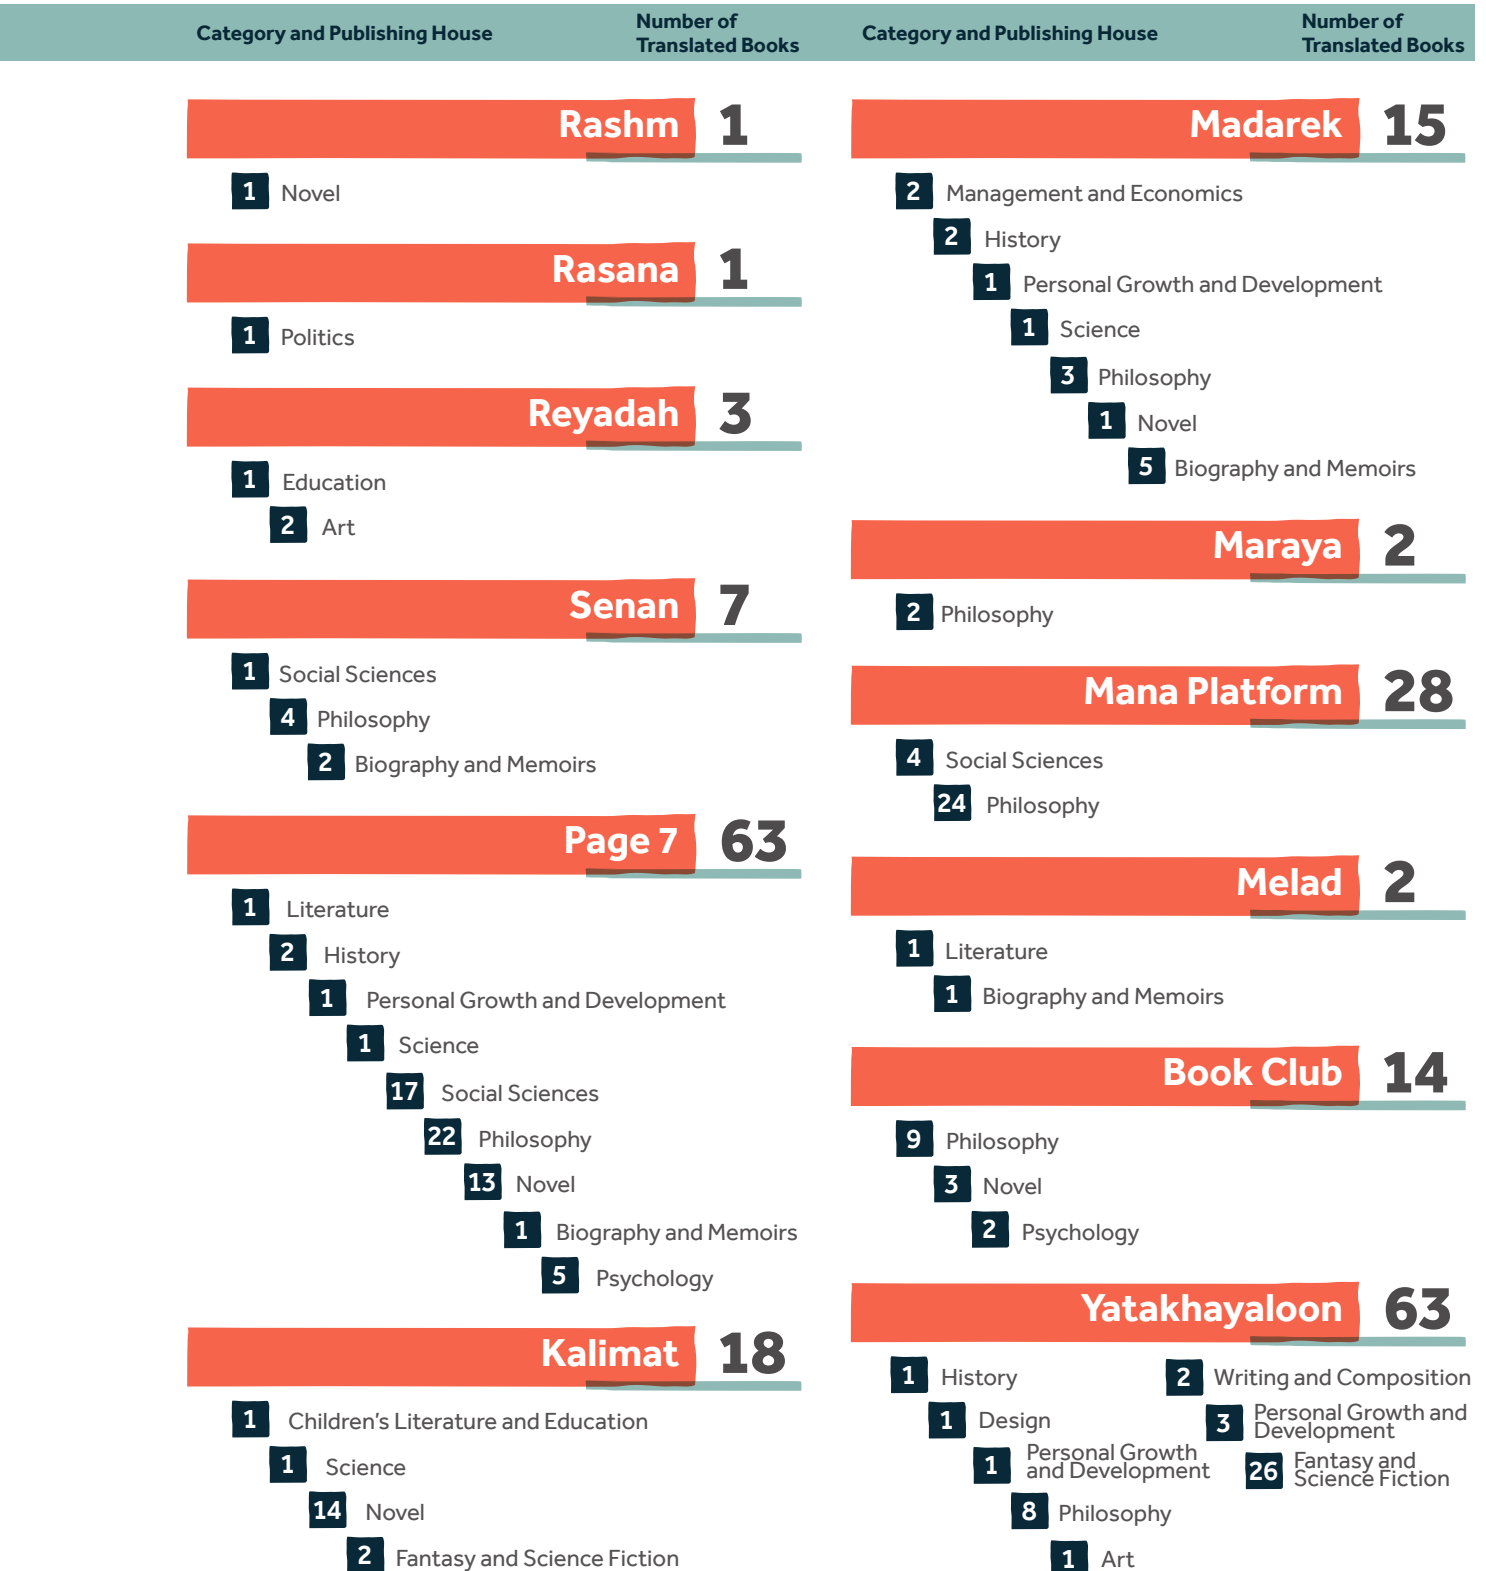 Category and Publishing House
Number of
Translated Books
Rashm 1
1 Novel
Rasana 1
1 Politics
Reyadah 3
1 Education
2 Art
Senan 7
1 Social Sciences
4 Philosophy
2 Biography and Memoirs
Page 7 63
1 Literature
2 History
1 Personal Growth and Development
1 Science
17 Social Sciences
22 Philosophy
13 Novel
1 Biography and Memoirs
5 Psychology
Kalimat 18
1 Children's Literature and Education
1 Science
14 Novel
2 Fantasy and Science Fiction
Category and Publishing House
Number of
Translated Books
Madarek 15
2 Management and Economics
2 History
1 Personal Growth and Development
1 Science
3 Philosophy
1 Novel
5 Biography and Memoirs
Maraya 2
2 Philosophy
Mana Platform 28
4 Social Sciences
24 Philosophy
Melad 2
1 Literature
1 Biography and Memoirs
Book Club 14
9 Philosophy
3 Novel
2 Psychology
Yatakhayaloon 63
1 History
1 Design
1 Personal Growth
and Development
8 Philosophy
1 Art
2 Writing and Composition
3 Personal Growth and
Development
26 Fantasy and
Science Fiction